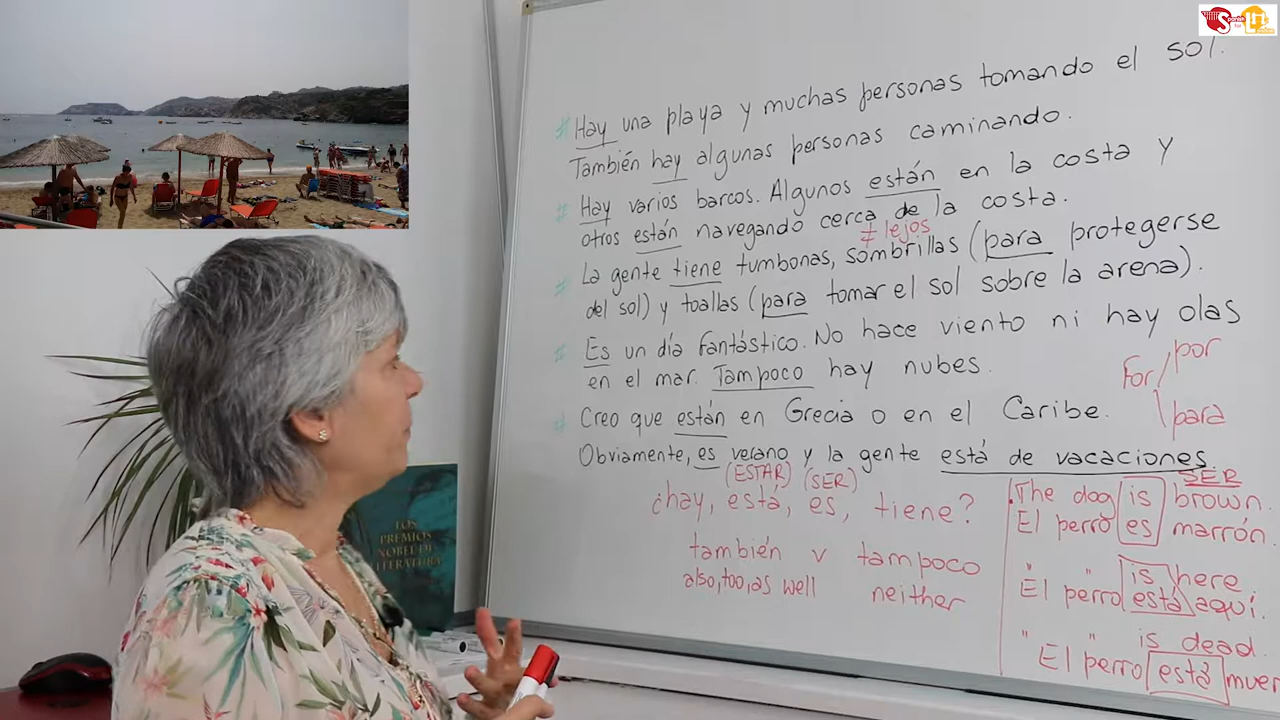 # Hay una playa y muchas personas tomando el sol.
También hay algunas personas caminando.
# Hay varios barcos. Algunos están en la costa y
otros están navegando cerca de la costa.
≠ lejos
# La gente tiene tumbonas, sombrillas (para protegerse
del sol) y toallas (para tomar el sol sobre la arena).
# Es un día fantástico. No hace viento ni hay olas
en el mar. Tampoco hay nubes.
For / por
\ para
# Creo que están en Grecia o en el Caribe.
Obviamente, es verano y la gente está de vacaciones.
(ESTAR) (SER)
¿hay, está, es, tiene?
también v tampoco
also, too, as well neither
SER
The dog is brown.
El perro es marrón.
" " is here
El perro está aquí.
" " is dead.
El perro está muer
LOS
PREMIOS
NOBEL DE
LITERATURA